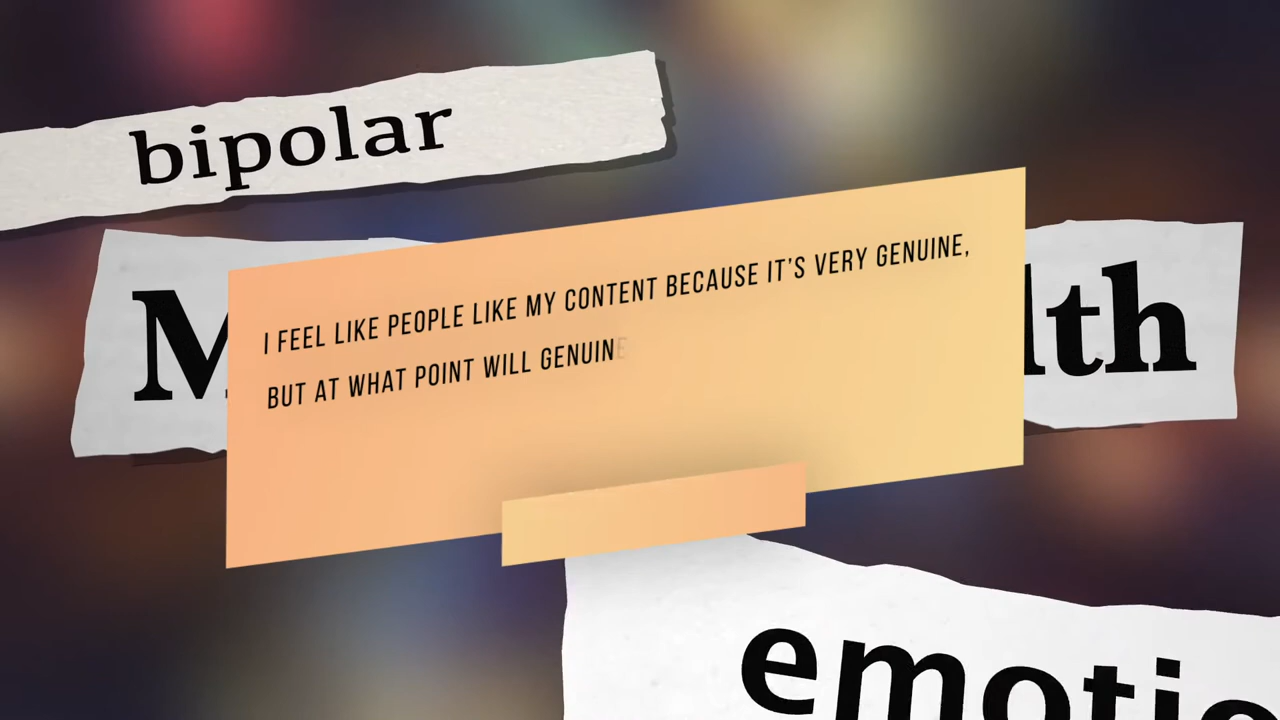 bipolar
I FEEL LIKE PEOPLE LIKE MY CONTENT BECAUSE IT'S VERY GENUINE,
BUT AT WHAT POINT WILL GENUINE
M lth
emotio